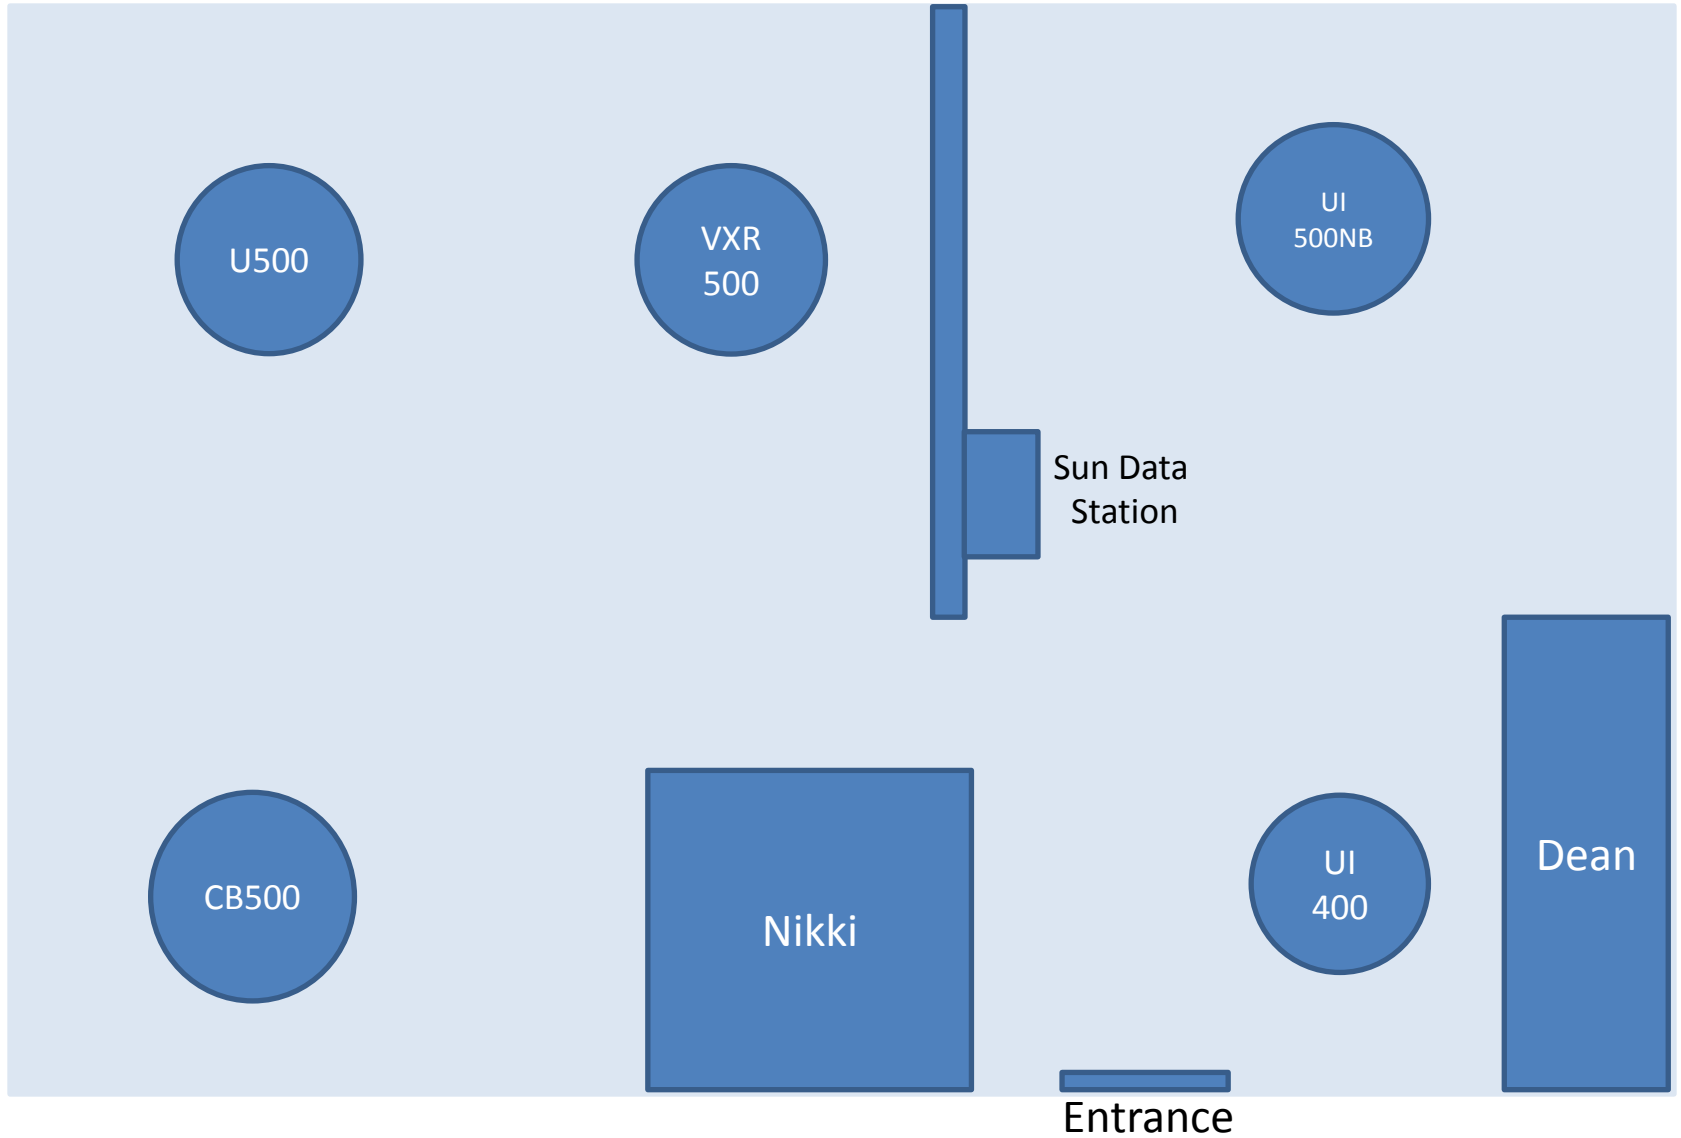 U500
VXR
500
UI
500NB
Sun Data
Station
CB500
Nikki
UI
400
Dean
Entrance